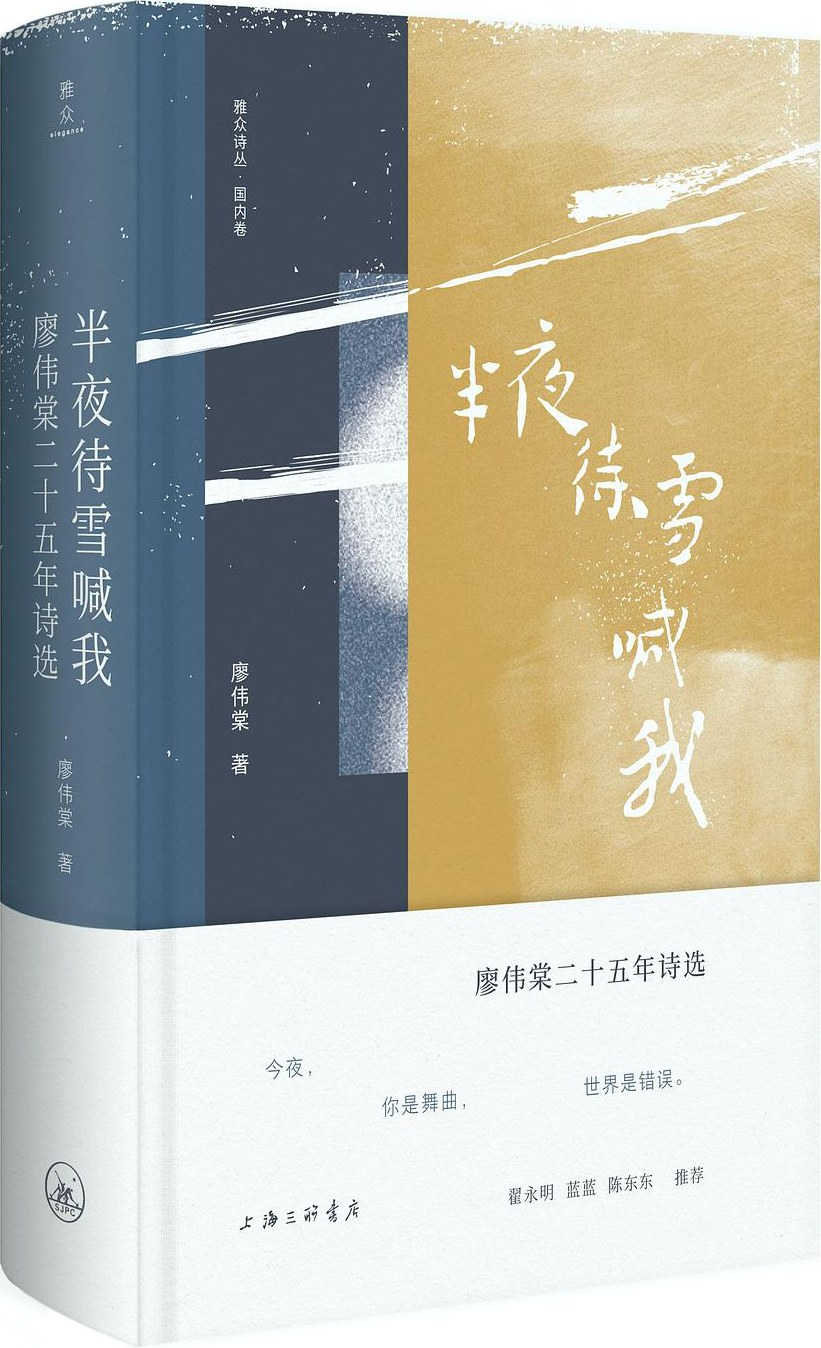 雅众
elegance
半夜待雪喊我
廖伟棠二十五年诗选
廖伟棠 著
SJPC
雅众诗丛·国内卷
廖伟棠 著
半夜
待雪
喊
我
廖伟棠二十五年诗选
今夜，
你是舞曲，
世界是错误。
翟永明 蓝蓝 陈东东 推荐
上海三联书店